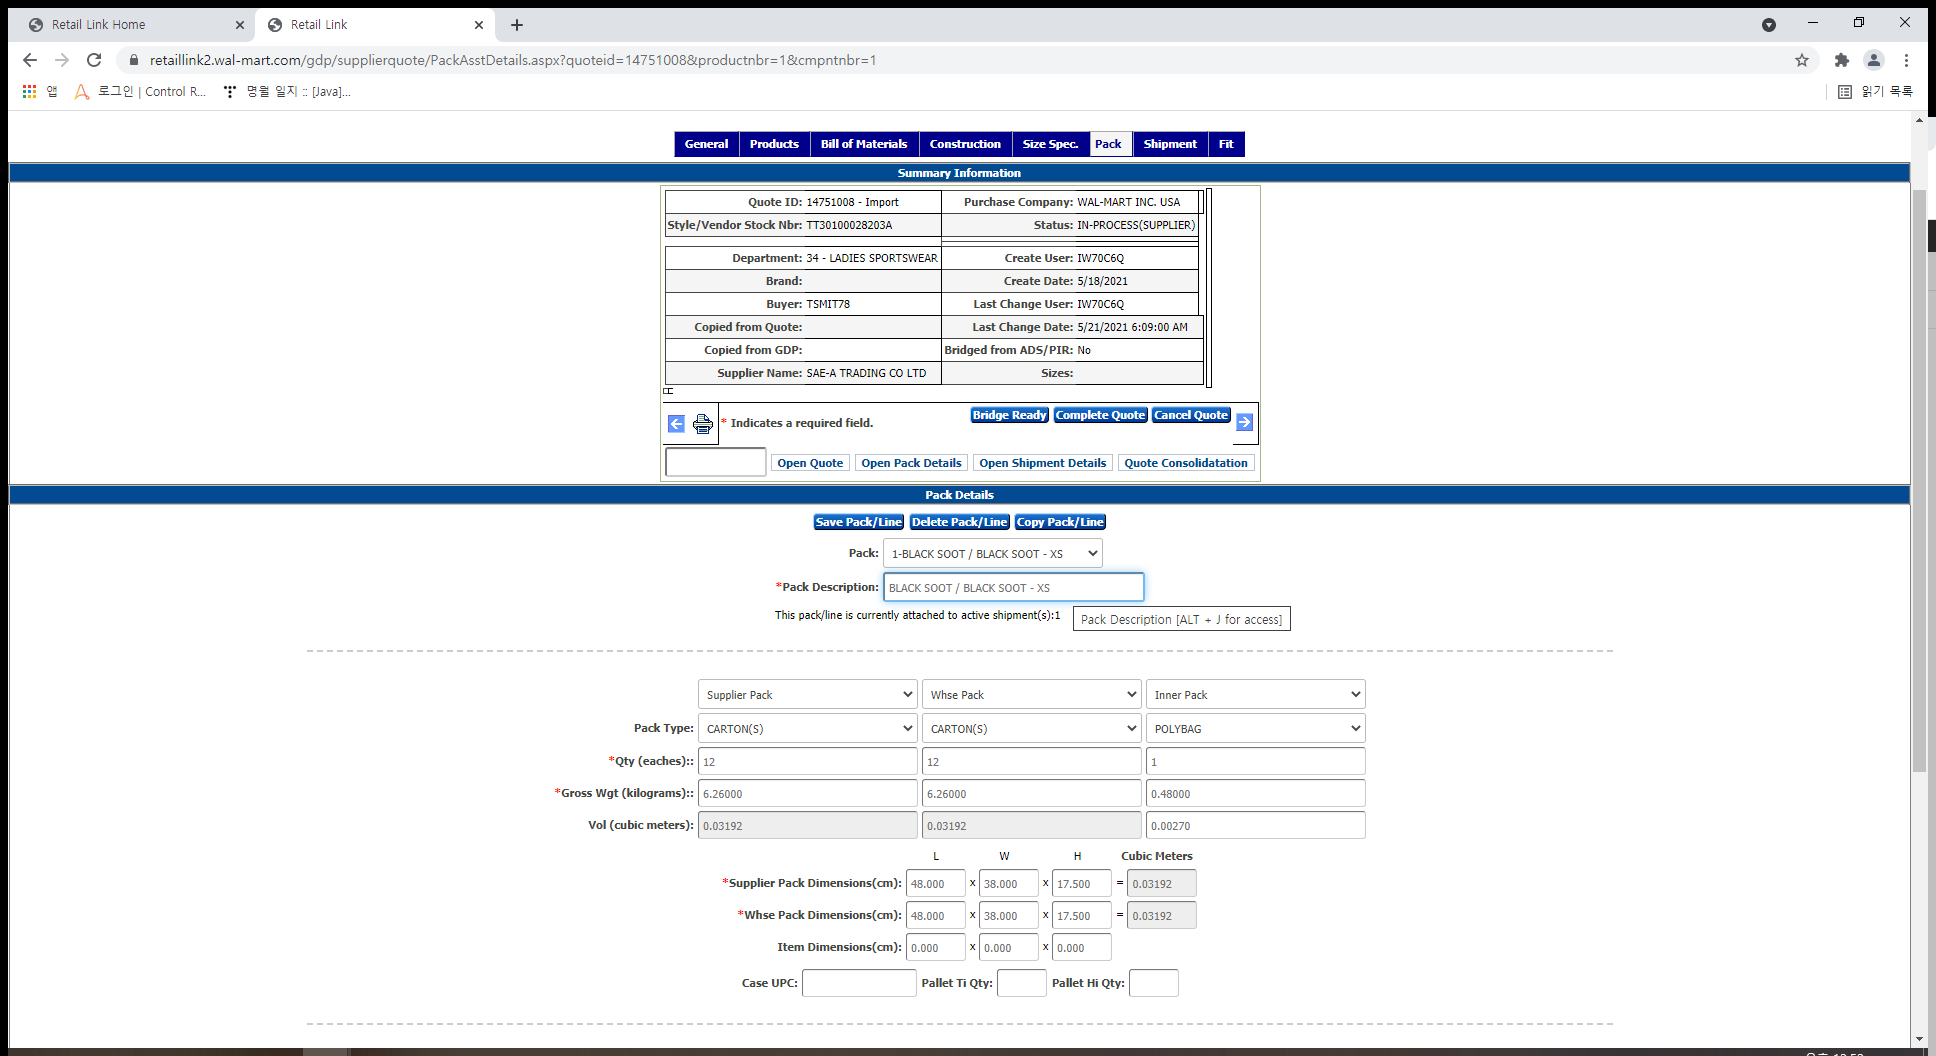 Retail Link Home
Retail Link
retaillink2.wal-mart.com/gdp/supplierquote/PackAsstDetails.aspx?quoteid=14751008&productnbr=1&cmpntnbr=1
앱 로그인 | Control R... 명월 일지 :: [Java]... 읽기 목록
General Products Bill of Materials Construction Size Spec. Pack Shipment Fit
Summary Information
Quote ID: 14751008 - Import Purchase Company: WAL-MART INC. USA
Style/Vendor Stock Nbr: TT30100028203A Status: IN-PROCESS(SUPPLIER)
Department: 34 - LADIES SPORTSWEAR Create User: IW70C6Q
Brand: Create Date: 5/18/2021
Buyer: TSMIT78 Last Change User: IW70C6Q
Copied from Quote: Last Change Date: 5/21/2021 6:09:00 AM
Copied from GDP: Bridged from ADS/PIR: No
Supplier Name: SAE-A TRADING CO LTD Sizes:
* Indicates a required field. Bridge Ready Complete Quote Cancel Quote
Open Quote Open Pack Details Open Shipment Details Quote Consolidatation
Pack Details
Save Pack/Line Delete Pack/Line Copy Pack/Line
Pack: 1-BLACK SOOT / BLACK SOOT - XS
*Pack Description: BLACK SOOT / BLACK SOOT - XS
This pack/line is currently attached to active shipment(s):1 Pack Description [ALT + J for access]
Supplier Pack Whse Pack Inner Pack
Pack Type: CARTON(S) CARTON(S) POLYBAG
*Qty (eaches):: 12 12 1
*Gross Wgt (kilograms):: 6.26000 6.26000 0.48000
Vol (cubic meters): 0.03192 0.03192 0.00270
L W H Cubic Meters
*Supplier Pack Dimensions(cm): 48.000 x 38.000 x 17.500 = 0.03192
*Whse Pack Dimensions(cm): 48.000 x 38.000 x 17.500 = 0.03192
Item Dimensions(cm): 0.000 x 0.000 x 0.000
Case UPC: Pallet Ti Qty: Pallet Hi Qty: